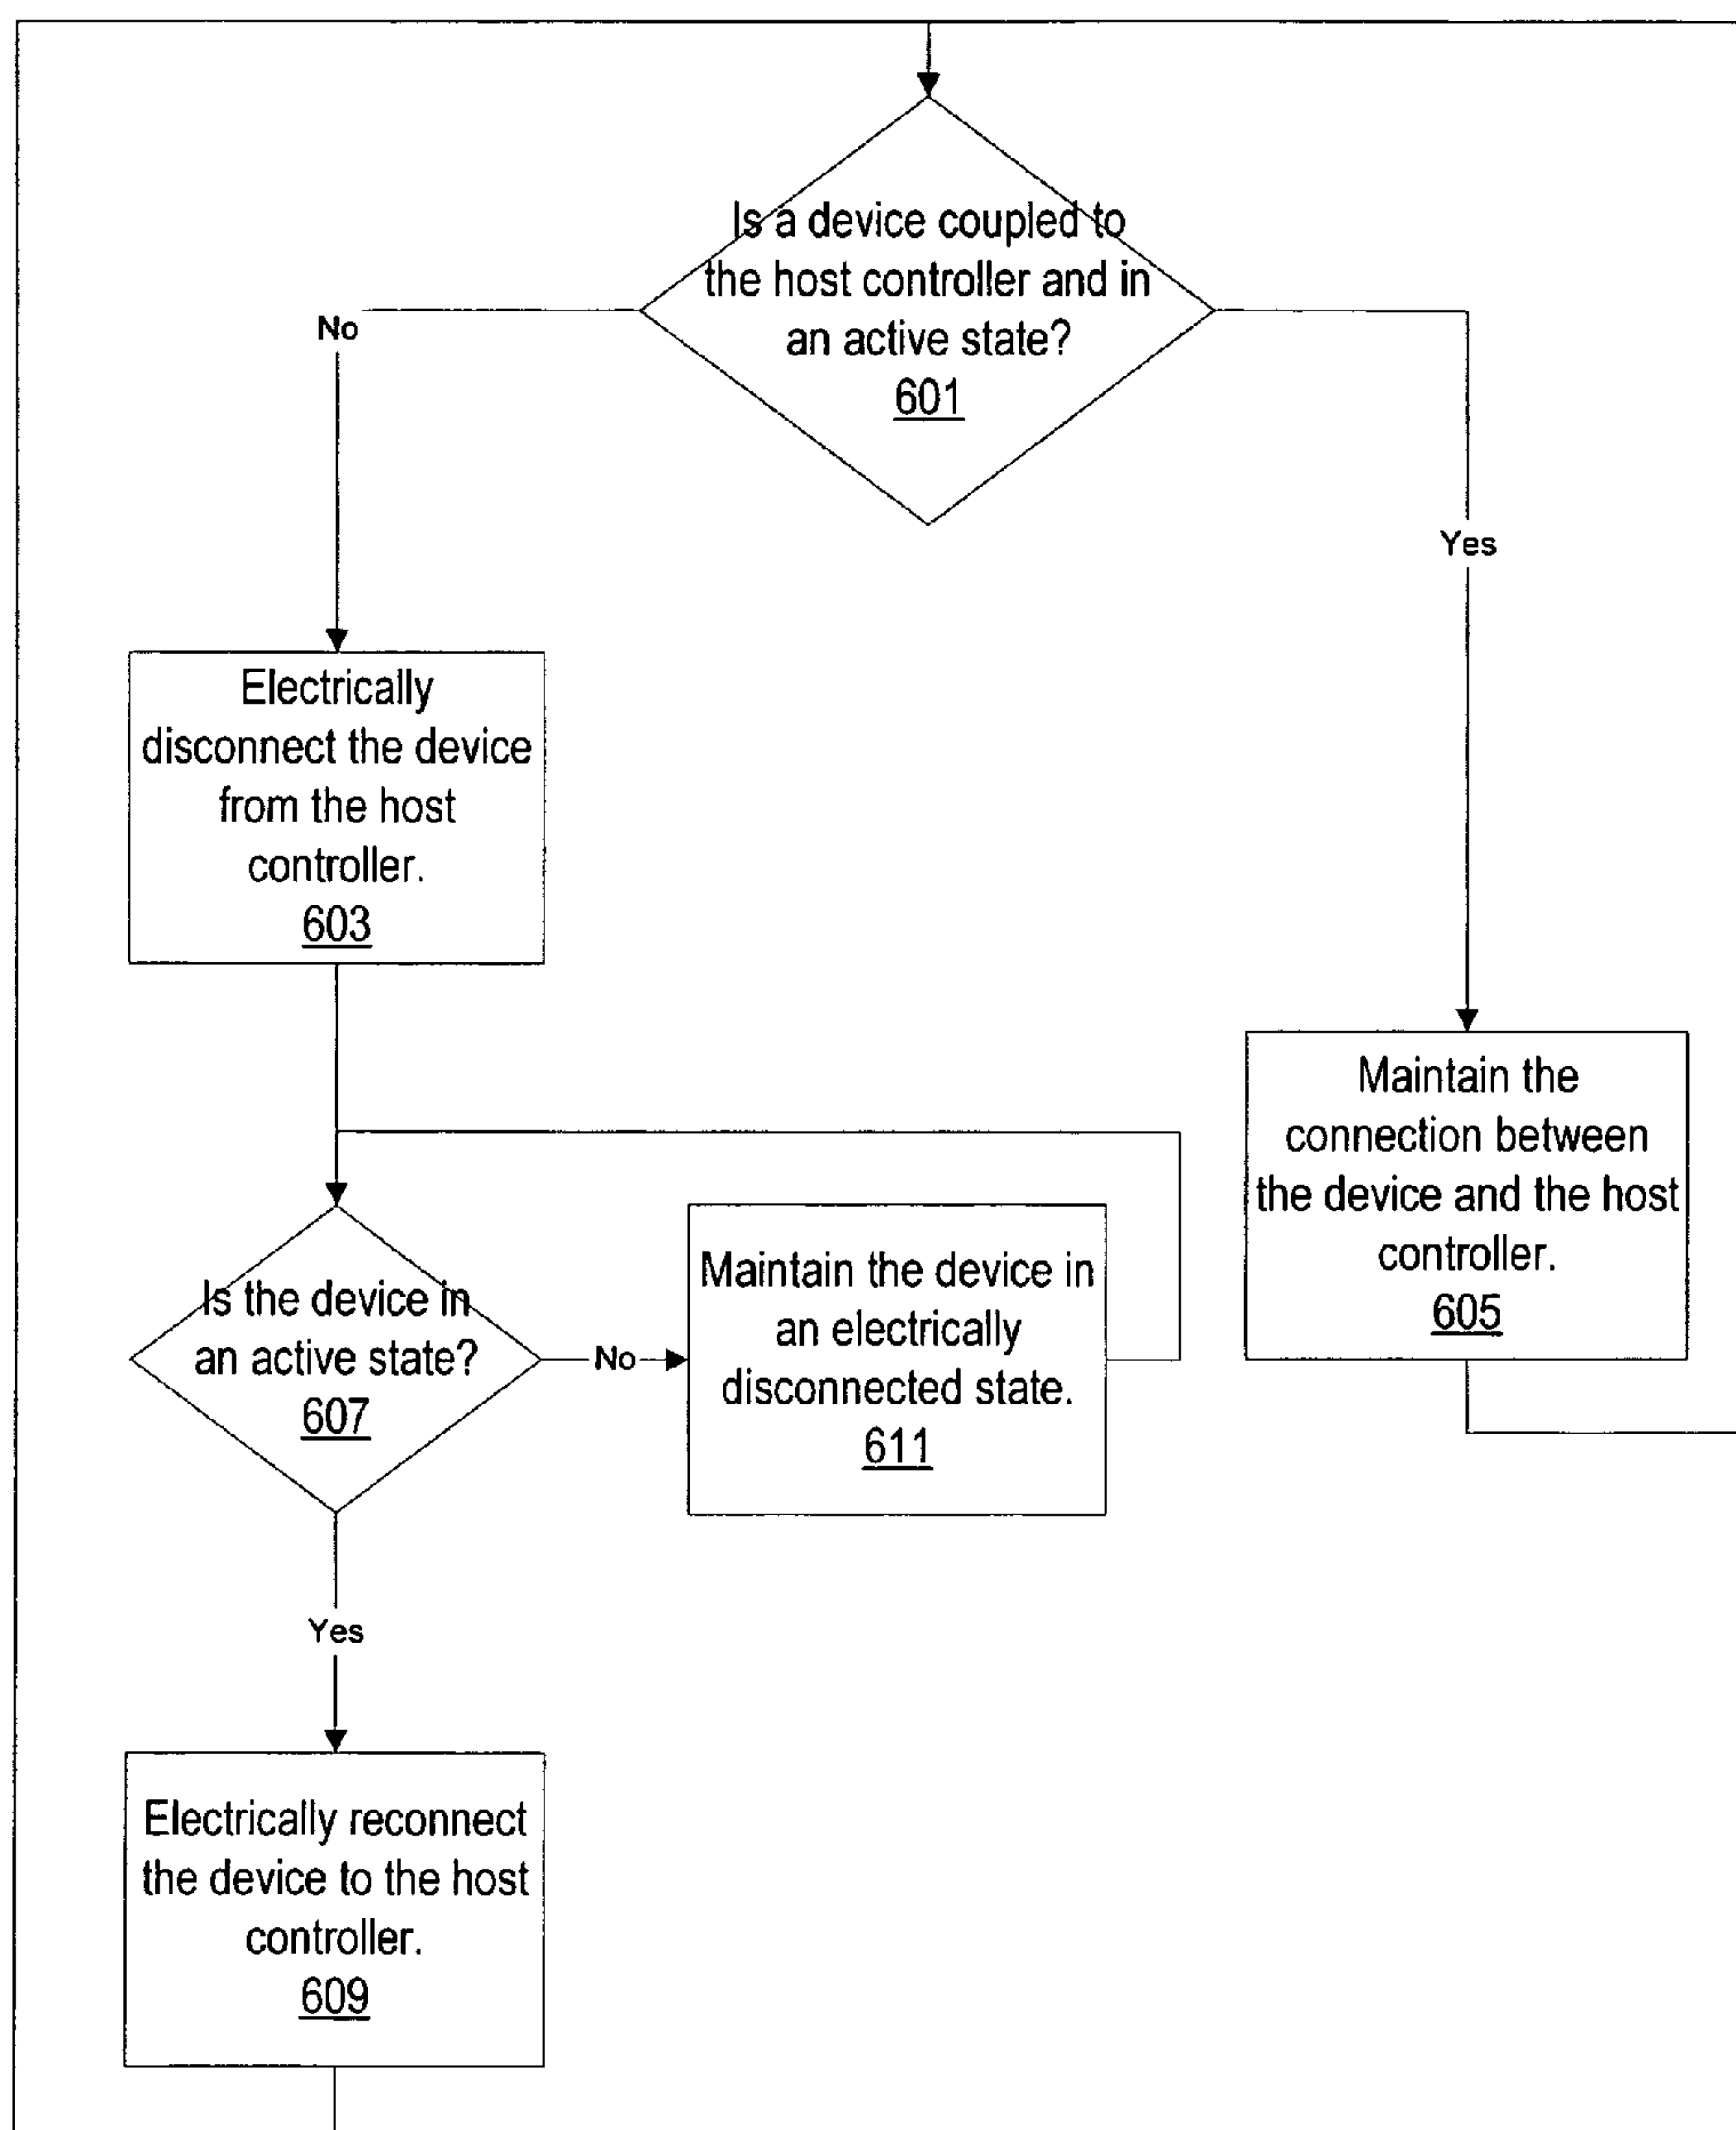 Is a device coupled to
the host controller and in
an active state?
601
No
Yes
Electrically
disconnect the device
from the host
controller.
603
Maintain the
connection between
the device and the host
controller.
605
Is the device in
an active state?
607
No
Maintain the device in
an electrically
disconnected state.
611
Yes
Electrically reconnect
the device to the host
controller.
609